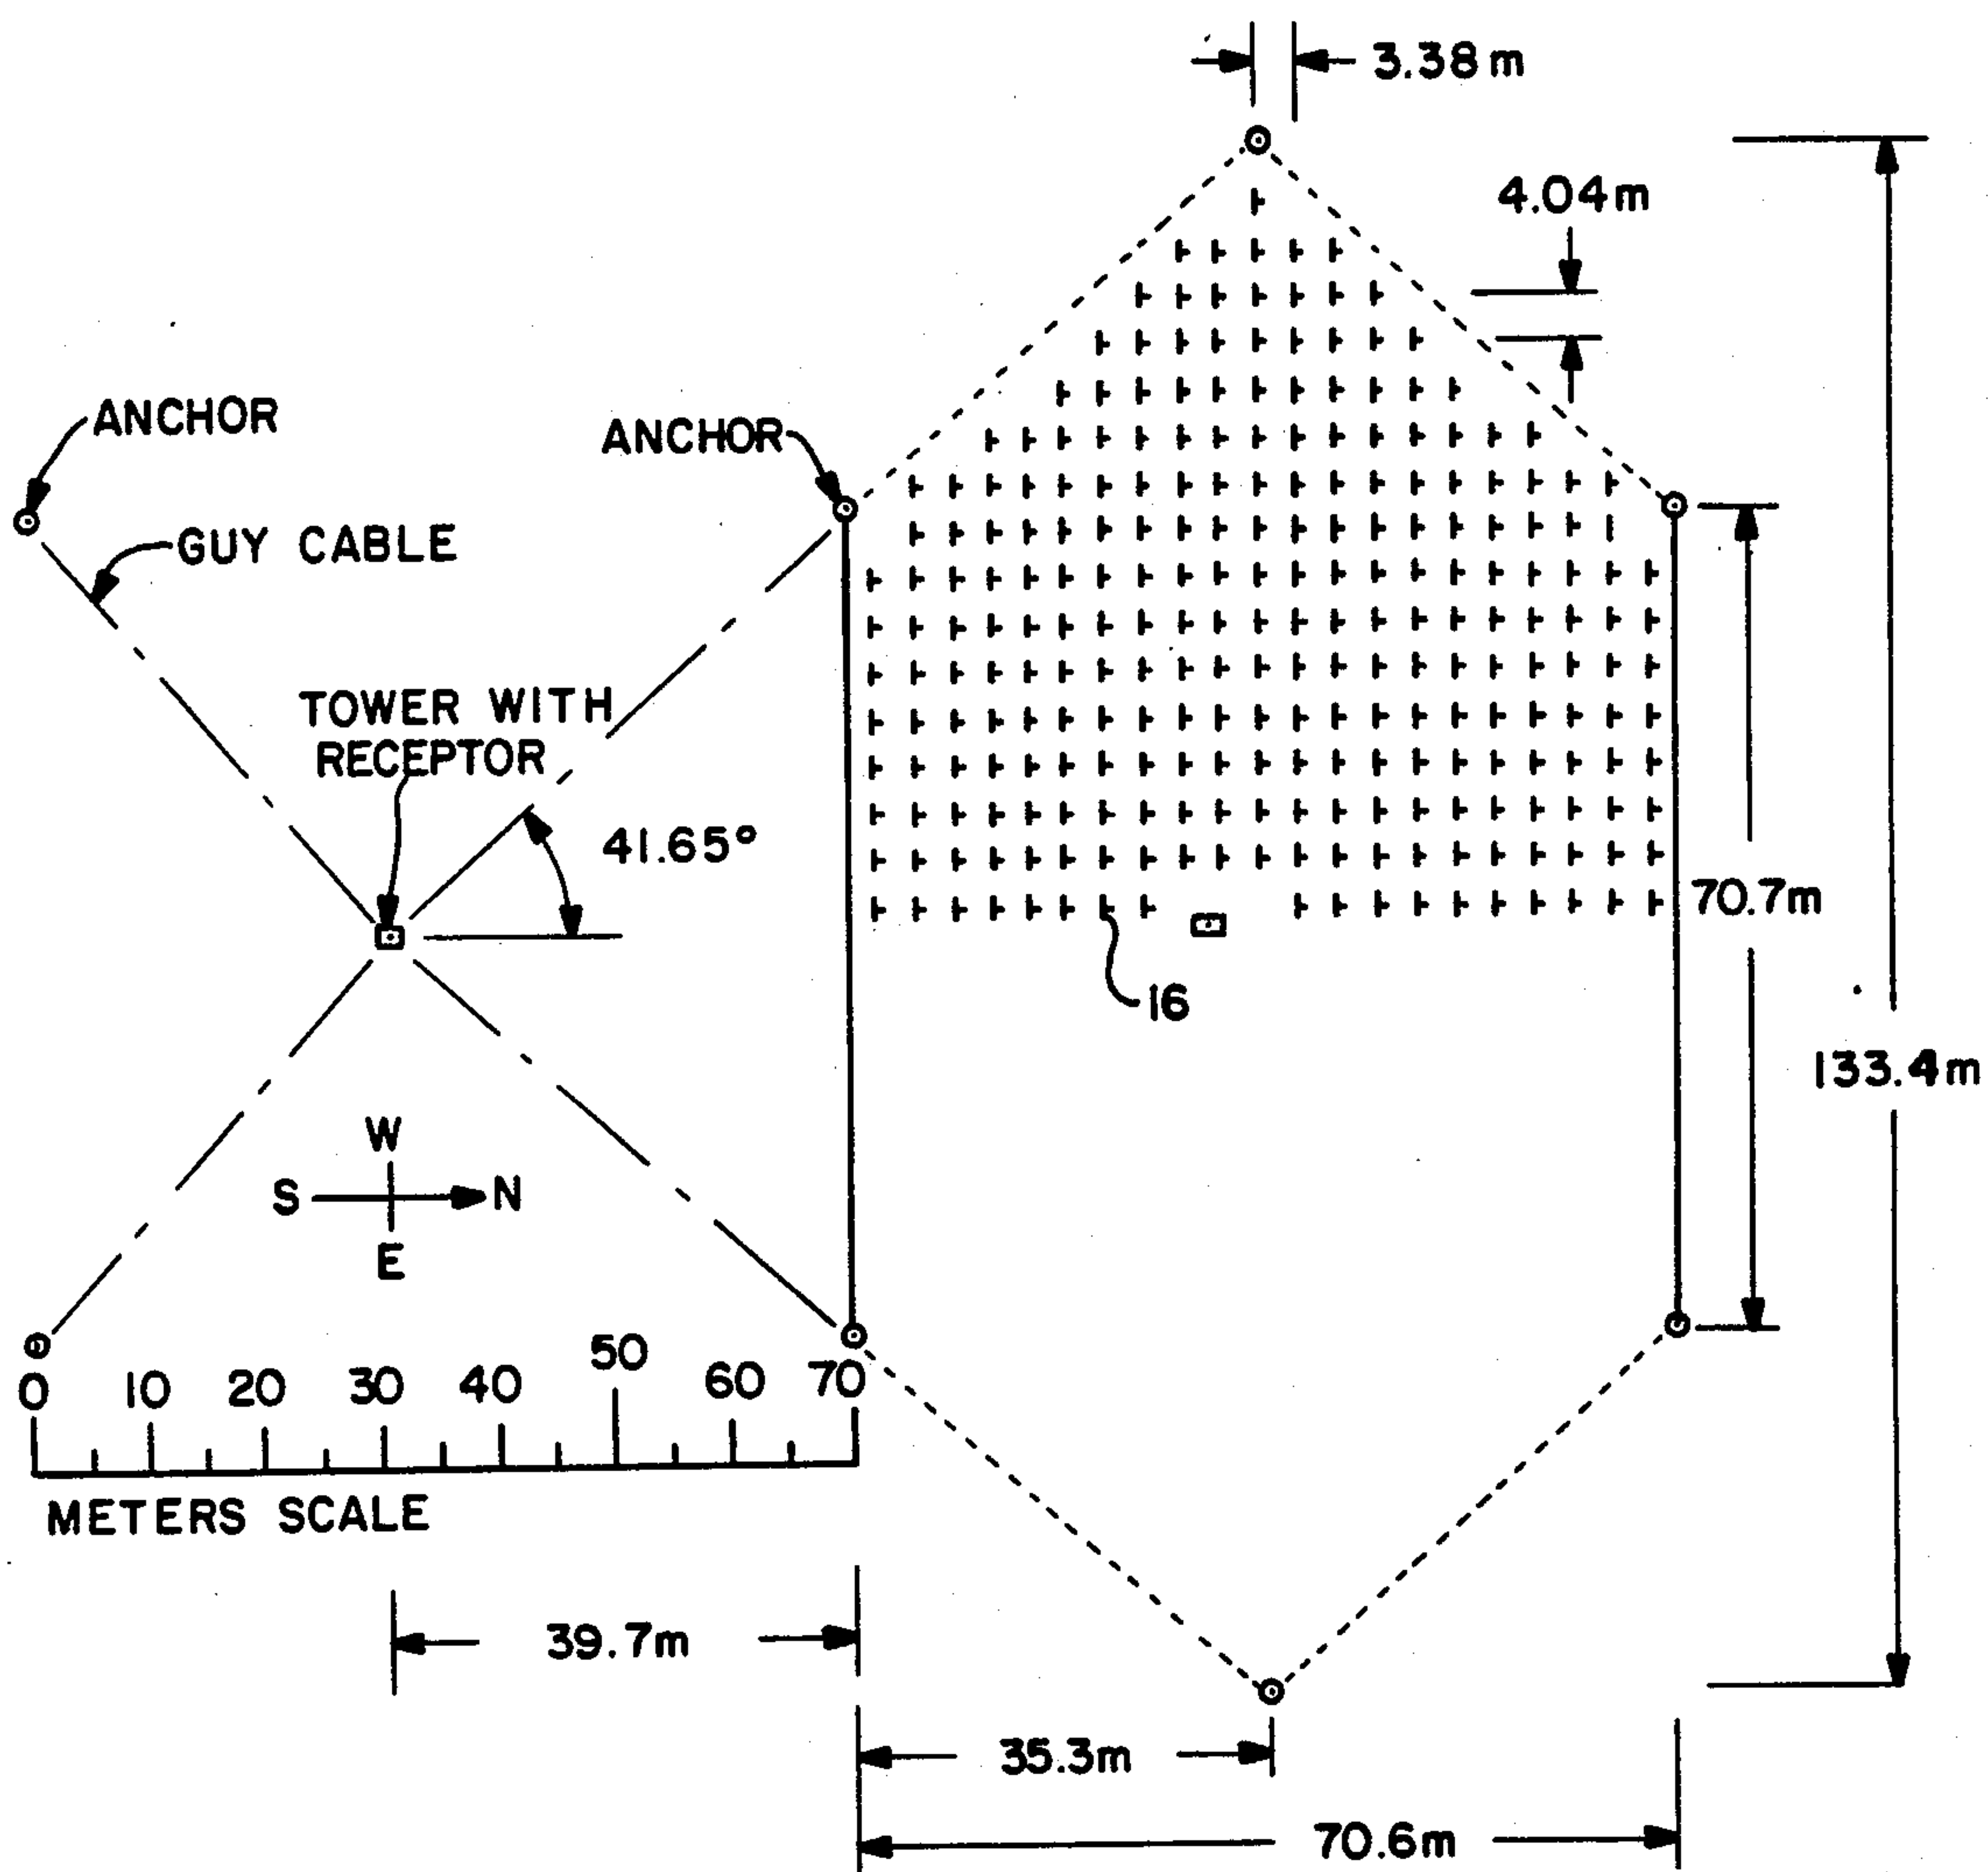 3.38m
4.04m
ANCHOR
ANCHOR
GUY CABLE
TOWER WITH
RECEPTOR
41.65°
70.7m
16
133.4m
W
S
N
E
0
10
20
30
40
50
60
70
METERS SCALE
39.7m
35.3m
70.6m